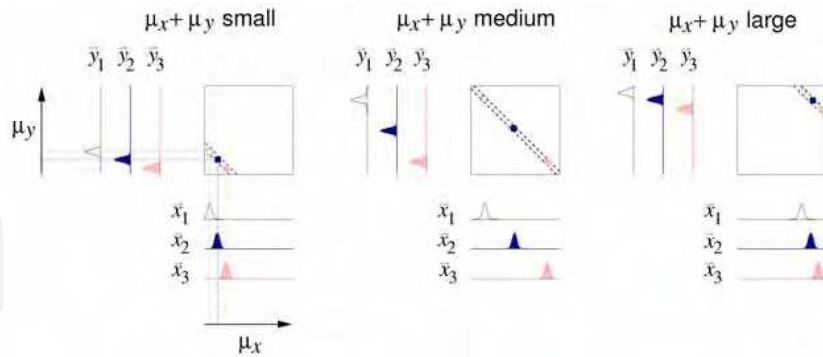 μx + μy small
μx + μy medium
μx + μy large
ȳ1 ȳ2 ȳ3
ȳ1 ȳ2 ȳ3
ȳ1 ȳ2 ȳ3
μy
x̄1
x̄2
x̄3
x̄1
x̄2
x̄3
x̄1
x̄2
x̄3
μx